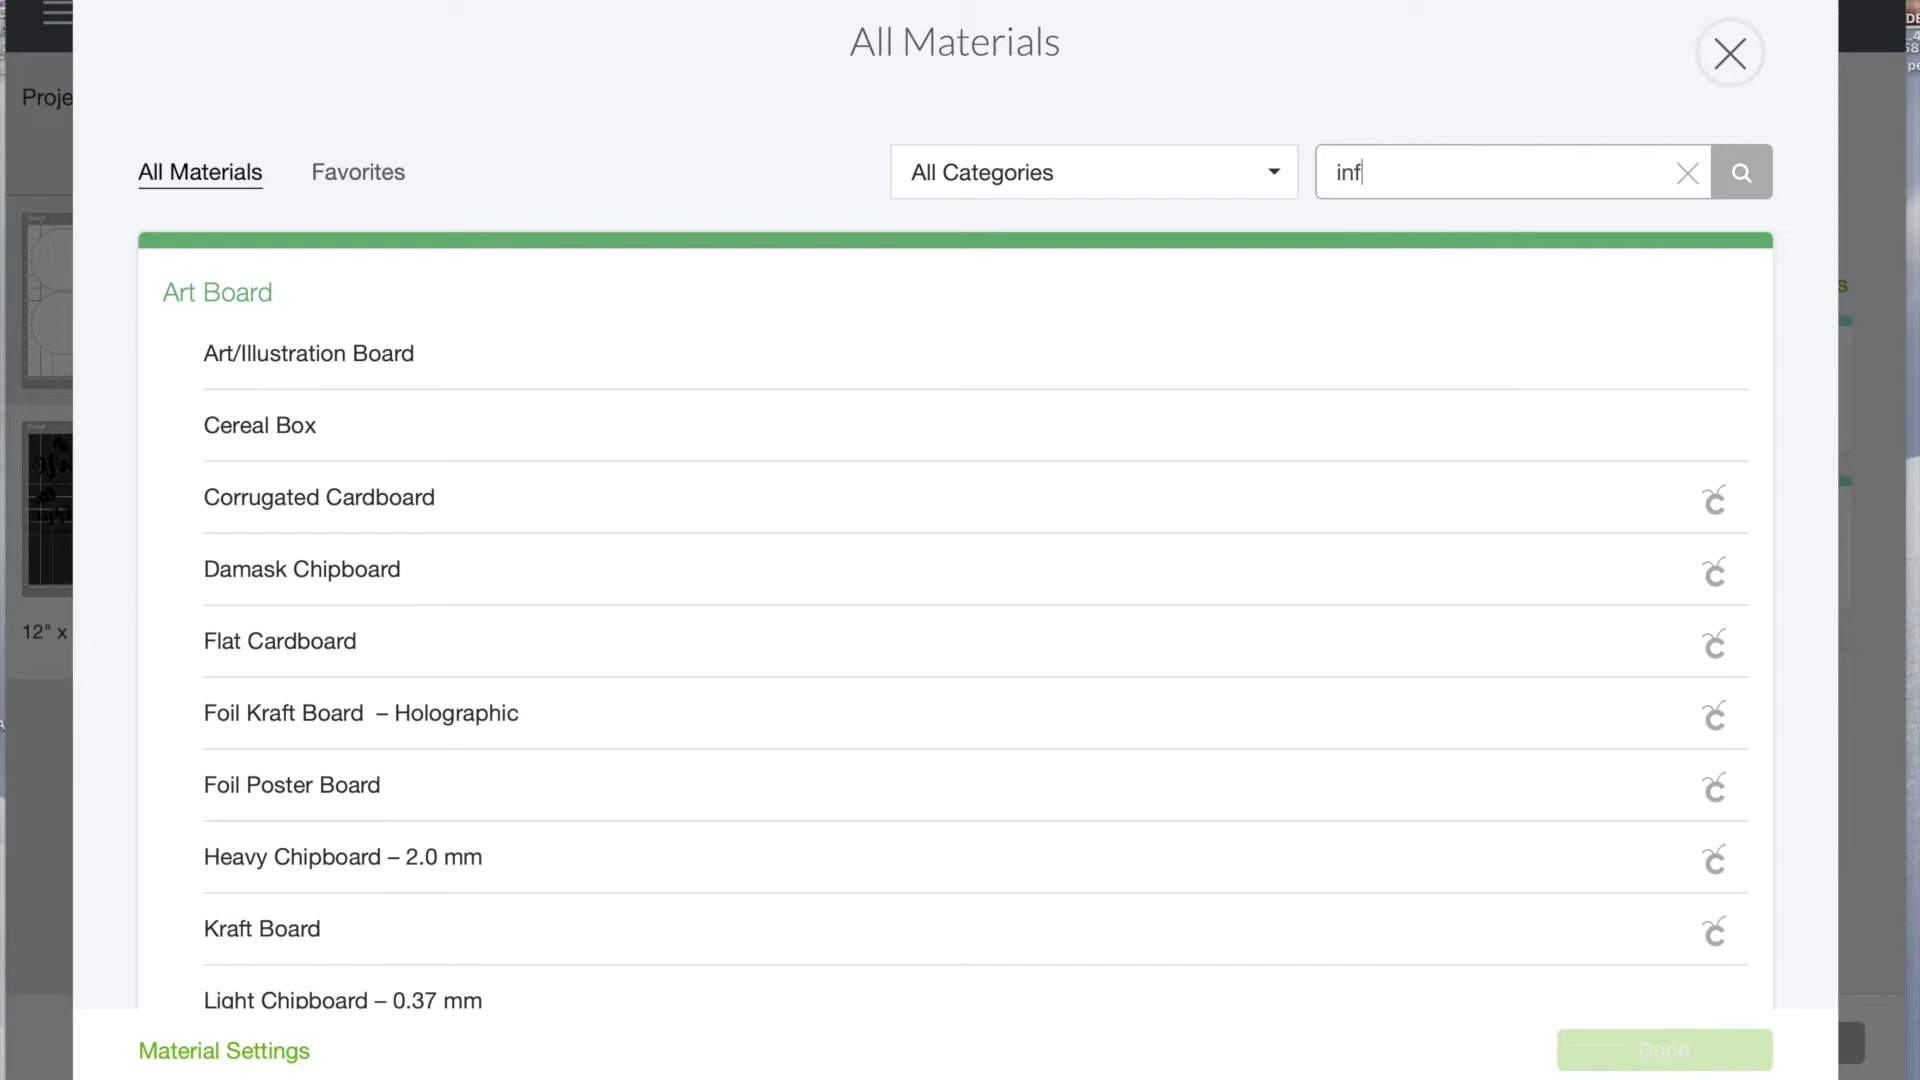 All Materials
Proje
All Materials
Favorites
All Categories
inf
Art Board
Art/Illustration Board
Cereal Box
Corrugated Cardboard
Damask Chipboard
Flat Cardboard
Foil Kraft Board – Holographic
Foil Poster Board
Heavy Chipboard – 2.0 mm
Kraft Board
Light Chipboard – 0.37 mm
12" x
Material Settings
Done